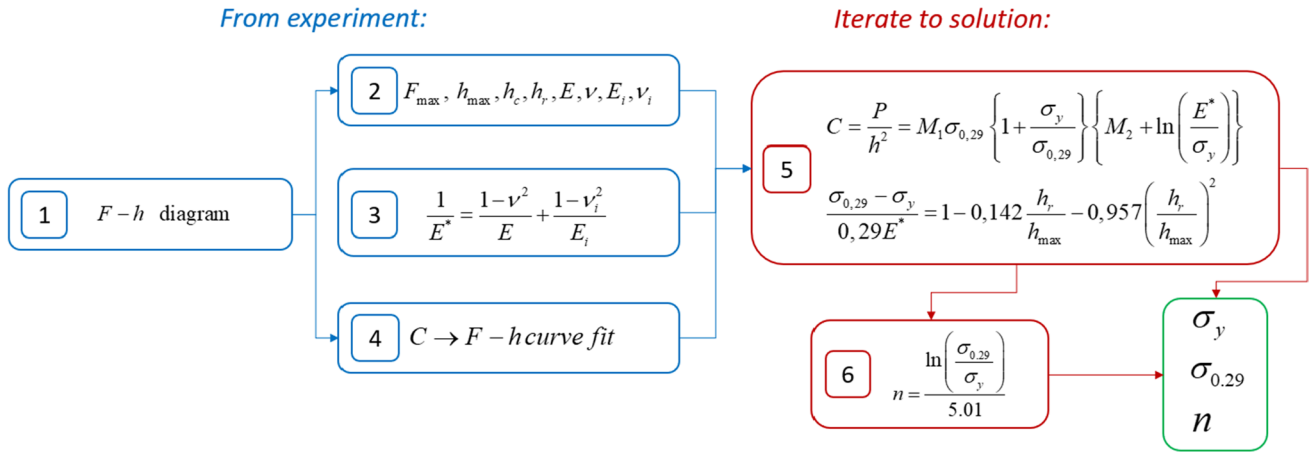 From experiment:
Iterate to solution:
1 F – h diagram
2 F_max, h_max, h_c, h_r, E, ν, E_i, ν_i
3 1/E* = (1−ν²)/E + (1−ν_i²)/E_i
4 C → F – h curve fit
5
C = P/h² = M₁σ_0,29 {1 + σ_y/σ_0,29} {M₂ + ln(E*/σ_y)}
(σ_0,29 − σ_y)/(0,29E*) = 1 − 0,142 h_r/h_max − 0,957 (h_r/h_max)²
6 n = ln(σ_0.29/σ_y)/5.01
σ_y
σ_0.29
n